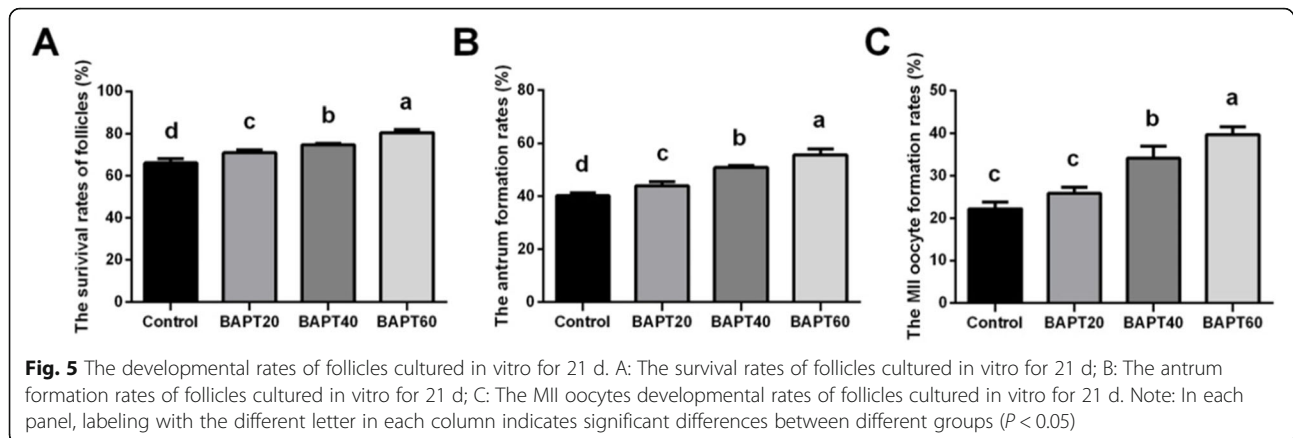 A
The surival rates of follicles (%)
100
80
60
40
20
0
d
c
b
a
Control
BAPT20
BAPT40
BAPT60
B
The antrum formation rates (%)
80
60
40
20
0
d
c
b
a
Control
BAPT20
BAPT40
BAPT60
C
The MII oocyte formation rates (%)
50
40
30
20
10
0
c
c
b
a
Control
BAPT20
BAPT40
BAPT60
Fig. 5 The developmental rates of follicles cultured in vitro for 21 d. A: The survival rates of follicles cultured in vitro for 21 d; B: The antrum
formation rates of follicles cultured in vitro for 21 d; C: The MII oocytes developmental rates of follicles cultured in vitro for 21 d. Note: In each
panel, labeling with the different letter in each column indicates significant differences between different groups (P < 0.05)